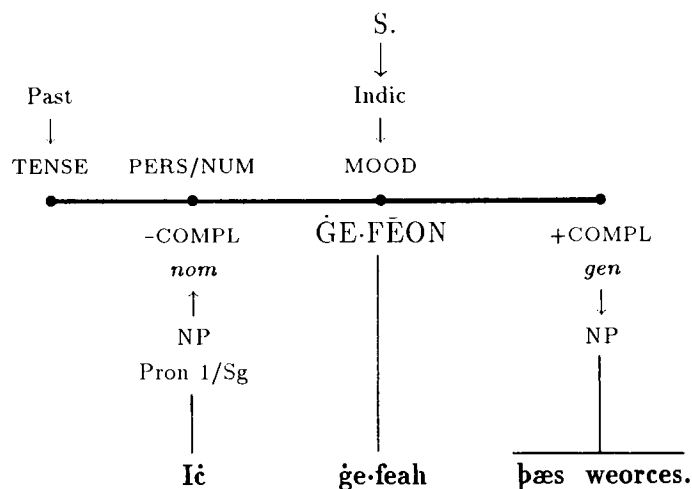 S.
Past Indic
TENSE PERS/NUM MOOD
-COMPL ĠE·FĒON +COMPL
nom gen
NP NP
Pron 1/Sg
Iċ ġe·feah þæs weorces.